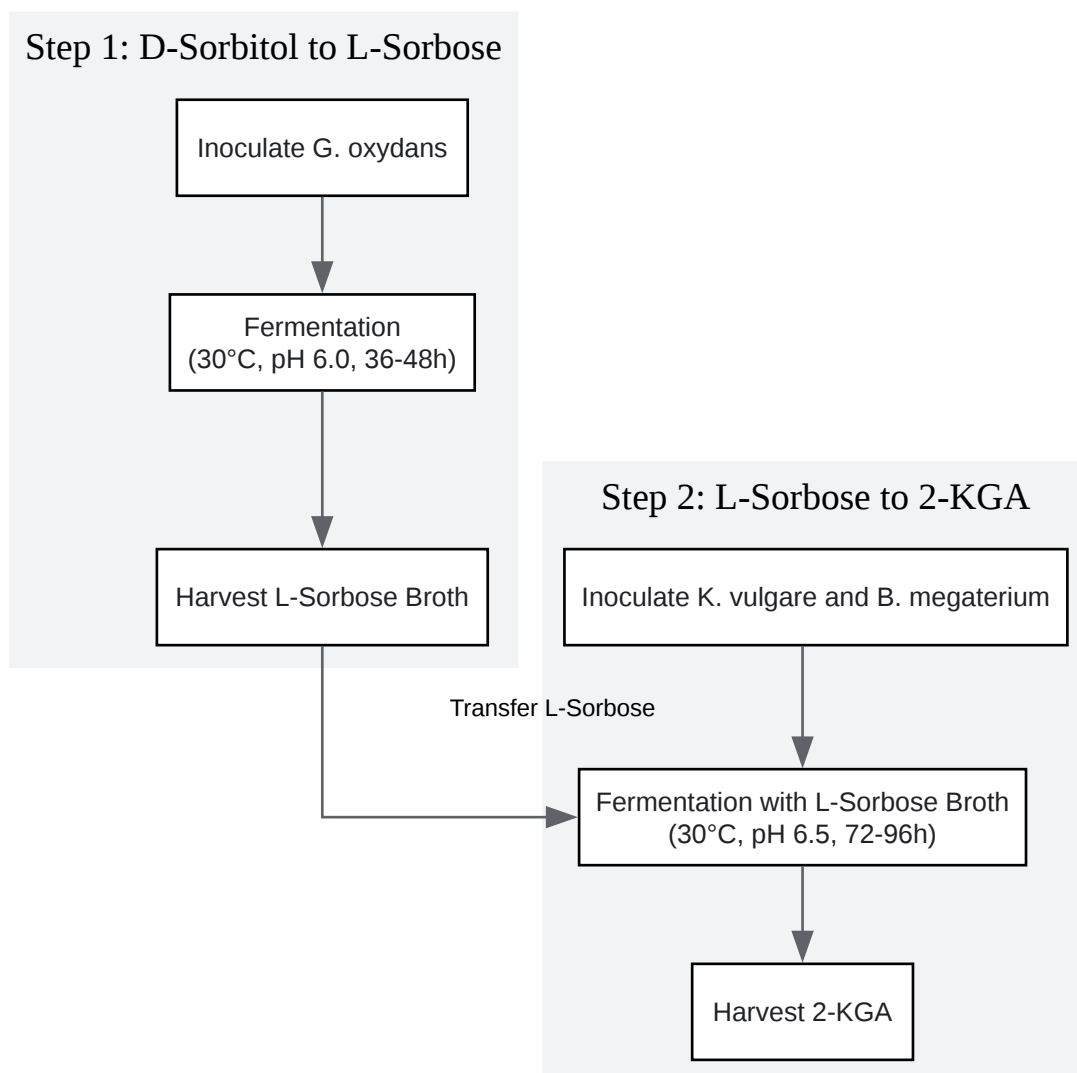 Step 1: D-Sorbitol to L-Sorbose
Inoculate G. oxydans
Fermentation
(30°C, pH 6.0, 36-48h)
Harvest L-Sorbose Broth
Transfer L-Sorbose
Step 2: L-Sorbose to 2-KGA
Inoculate K. vulgare and B. megaterium
Fermentation with L-Sorbose Broth
(30°C, pH 6.5, 72-96h)
Harvest 2-KGA